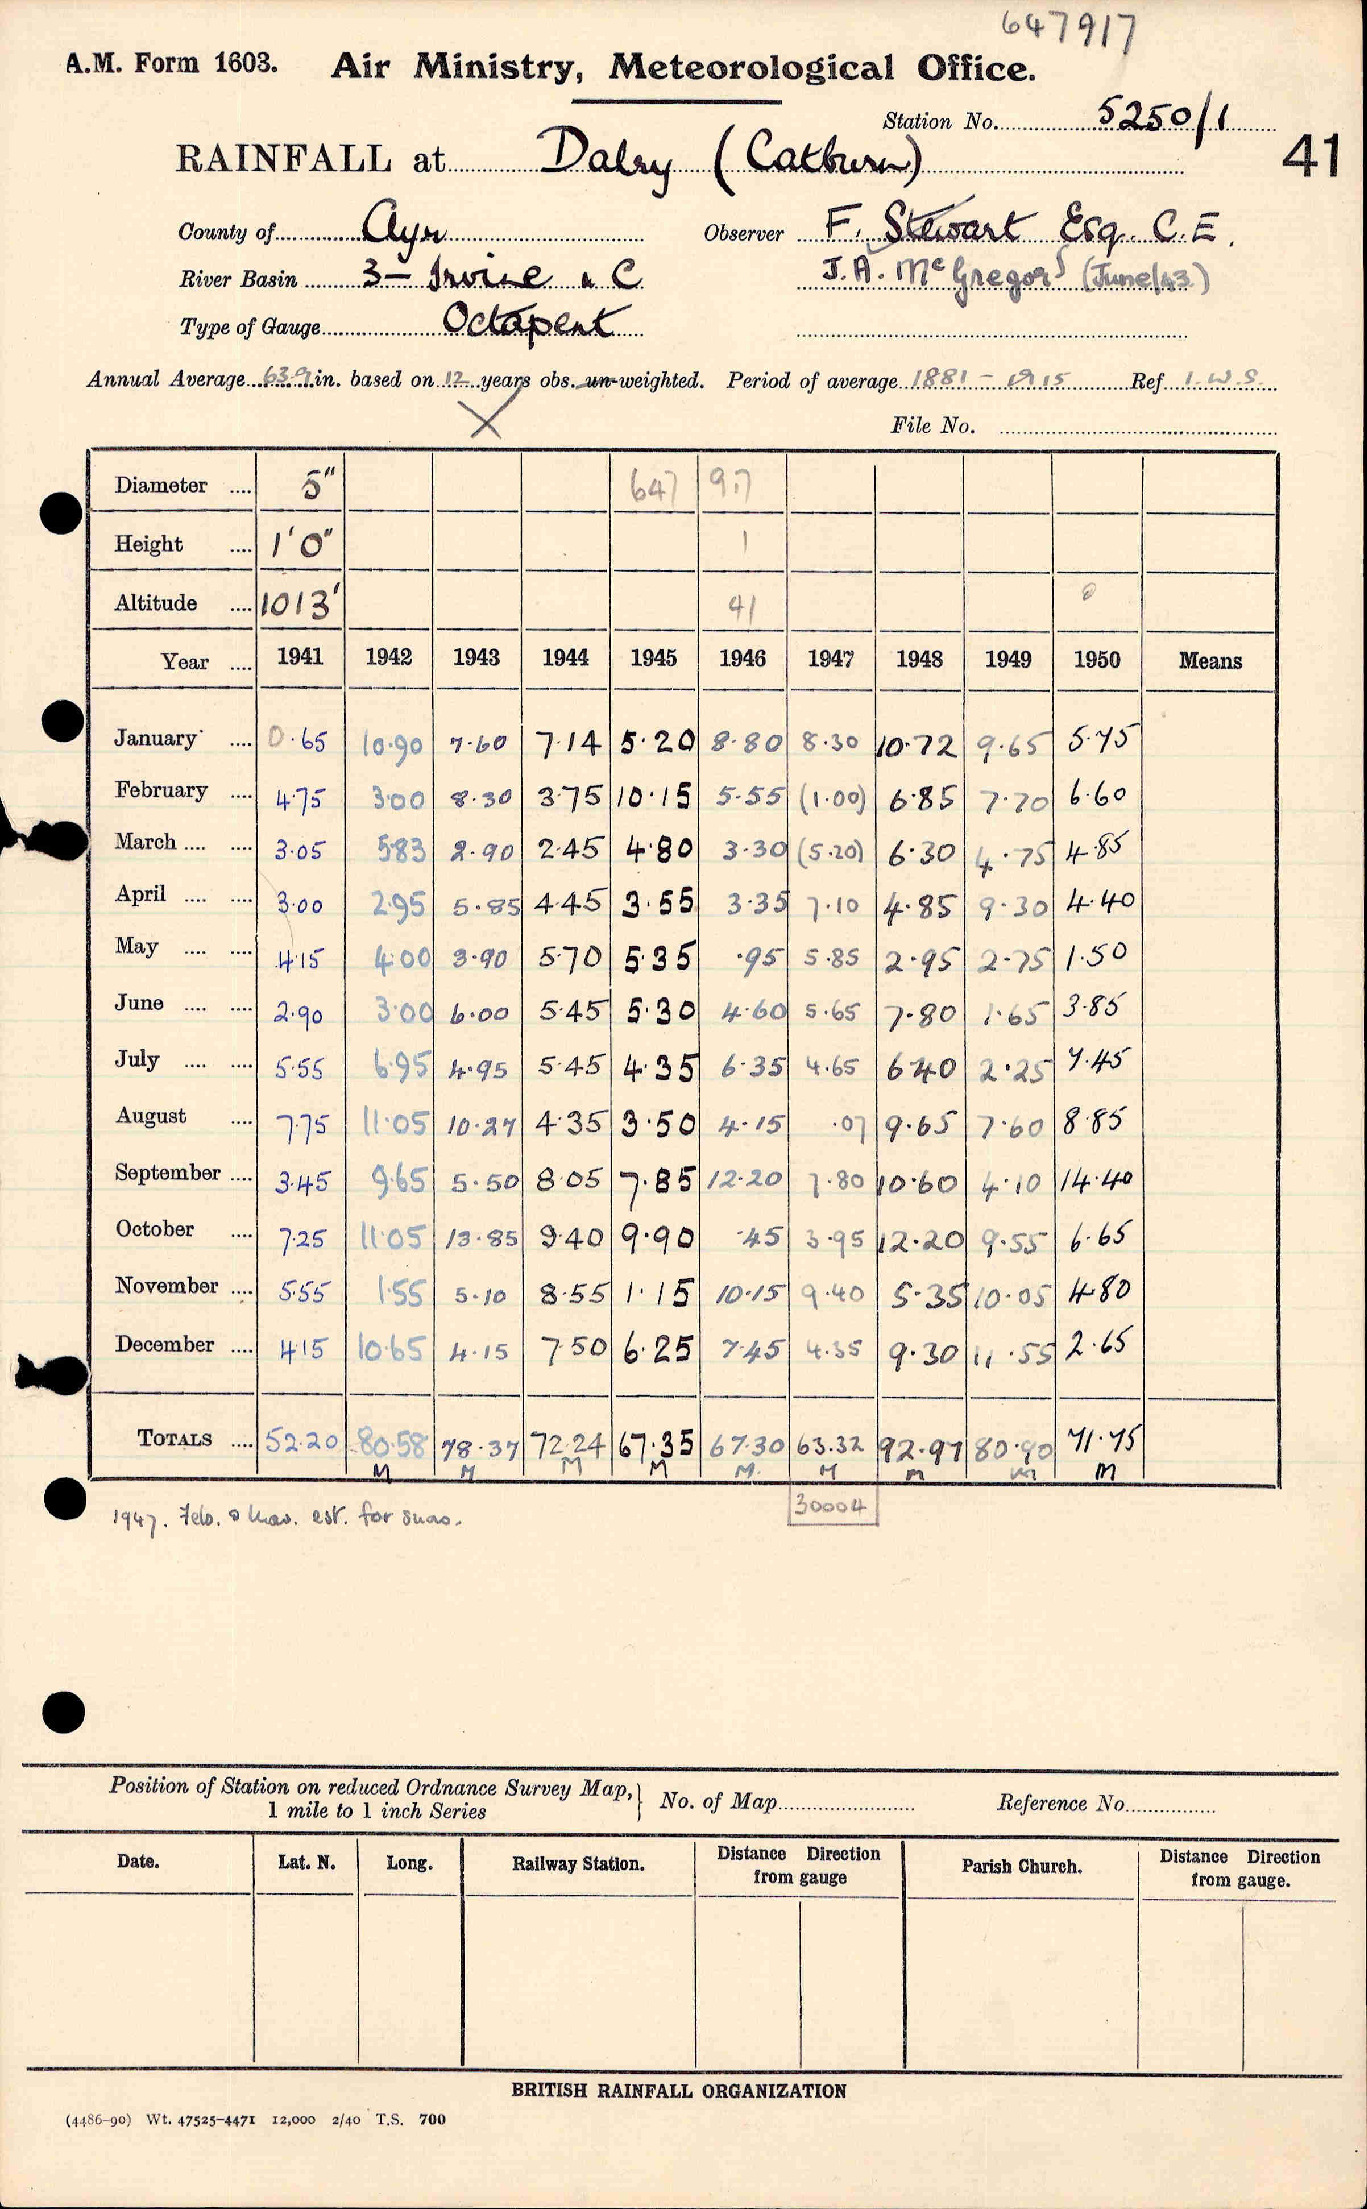 647917
A.M. Form 1603. Air Ministry, Meteorological Office.
Station No. 5250/1
41
RAINFALL at Dalry (Catburn)
County of Ayr Observer F. Stewart Esq. C.E.
River Basin 3 — Irvine & C J.A. McGregor (June/43)
Type of Gauge Octapent
Annual Average 63.9 in. based on 12 years obs. un-weighted. Period of average 1881 - 1915 Ref I.W.S.
File No.
Diameter .... 5" 647 917
Height .... 1'0" 1
Altitude .... 1013' 41 0
Year .... 1941 1942 1943 1944 1945 1946 1947 1948 1949 1950 Means
January .... 0.65 10.90 7.60 7.14 5.20 8.80 8.30 10.72 9.65 5.75
February .... 4.75 3.00 8.30 3.75 10.15 5.55 (1.00) 6.85 7.70 6.60
March .... .... 3.05 5.83 2.90 2.45 4.80 3.30 (5.20) 6.30 4.75 4.85
April .... .... 3.00 2.95 5.85 4.45 3.55 3.35 7.10 4.85 9.30 4.40
May .... .... 4.15 4.00 3.90 5.70 5.35 .95 5.85 2.95 2.75 1.50
June .... .... 2.90 3.00 6.00 5.45 5.30 4.60 5.65 7.80 1.65 3.85
July .... .... 5.55 6.95 4.95 5.45 4.35 6.35 4.65 6.40 2.25 7.45
August .... 7.75 11.05 10.27 4.35 3.50 4.15 .07 9.65 7.60 8.85
September .... 3.45 9.65 5.50 8.05 7.85 12.20 7.80 10.60 4.10 14.40
October .... 7.25 11.05 13.85 9.40 9.90 .45 3.95 12.20 9.55 6.65
November .... 5.55 1.55 5.10 8.55 1.15 10.15 9.40 5.35 10.05 4.80
December .... 4.15 10.65 4.15 7.50 6.25 7.45 4.35 9.30 11.55 2.65
TOTALS .... 52.20 80.58 78.37 72.24 67.35 67.30 63.32 92.97 80.90 71.75
M M M M M M M M M
1947. Feb. & Mar. est. for snow.
30004
Position of Station on reduced Ordnance Survey Map,
1 mile to 1 inch Series } No. of Map Reference No.
Date. Lat. N. Long. Railway Station. Distance from gauge Direction Parish Church. Distance Direction from gauge.
BRITISH RAINFALL ORGANIZATION
(4486-90) Wt. 47525-4471 12,000 2/40 T.S. 700